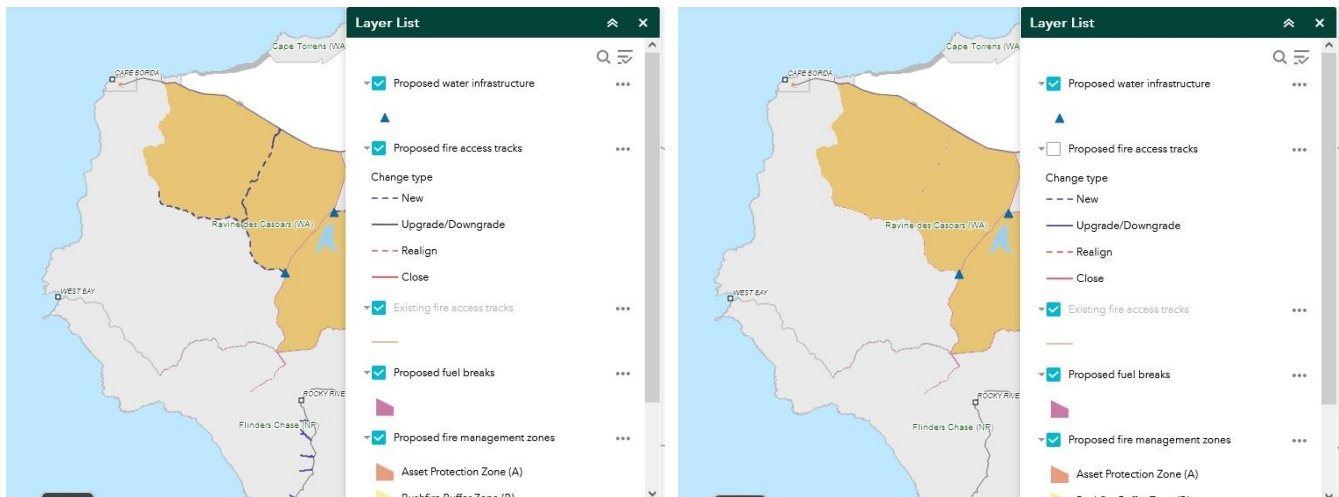 Layer List
Cape Torrens (WA
CAPE BORDA
Proposed water infrastructure
Proposed fire access tracks
Change type
New
Ravine des Casoars (WA)
Upgrade/Downgrade
Realign
Close
WEST BAY
Existing fire access tracks
Proposed fuel breaks
ROCKY RIVE
Flinders Chase (NP)
Proposed fire management zones
Asset Protection Zone (A)
Bushfire Buffer Zone (B)
Layer List
Cape Torrens (WA
CAPE BORDA
Proposed water infrastructure
Proposed fire access tracks
Change type
New
Ravine des Casoars (WA)
Upgrade/Downgrade
Realign
Close
WEST BAY
Existing fire access tracks
Proposed fuel breaks
ROCKY RIVE
Flinders Chase (NP)
Proposed fire management zones
Asset Protection Zone (A)